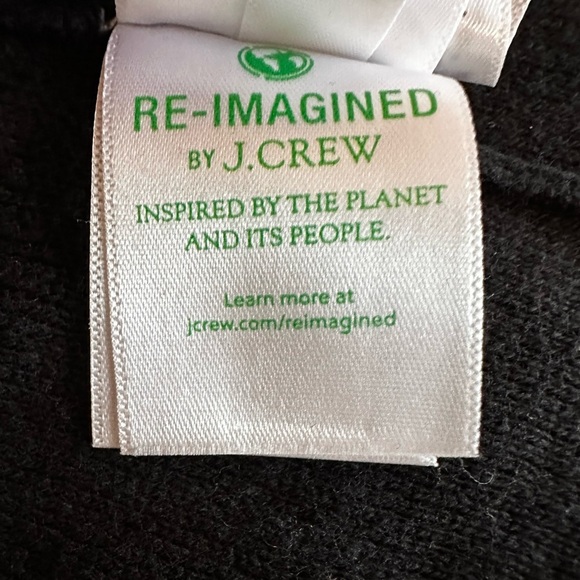 RE-IMAGINED
BY J.CREW
INSPIRED BY THE PLANET
AND ITS PEOPLE.
Learn more at
jcrew.com/reimagined